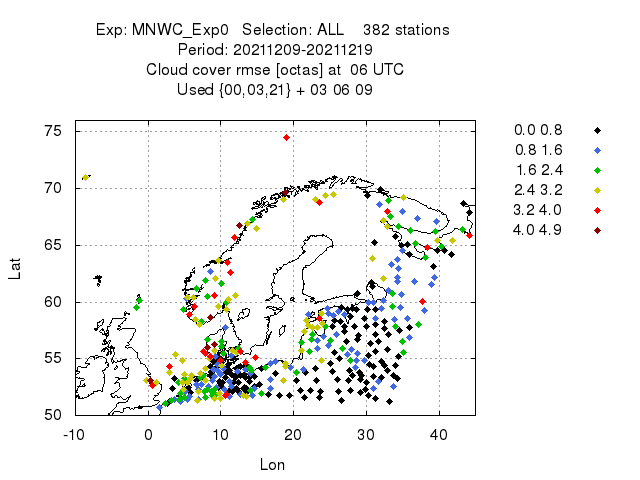 Exp: MNWC_Exp0 Selection: ALL 382 stations
Period: 20211209-20211219
Cloud cover rmse [octas] at 06 UTC
Used {00,03,21} + 03 06 09
0.0 0.8
0.8 1.6
1.6 2.4
2.4 3.2
3.2 4.0
4.0 4.9
75
70
65
60
55
50
Lat
-10 0 10 20 30 40
Lon